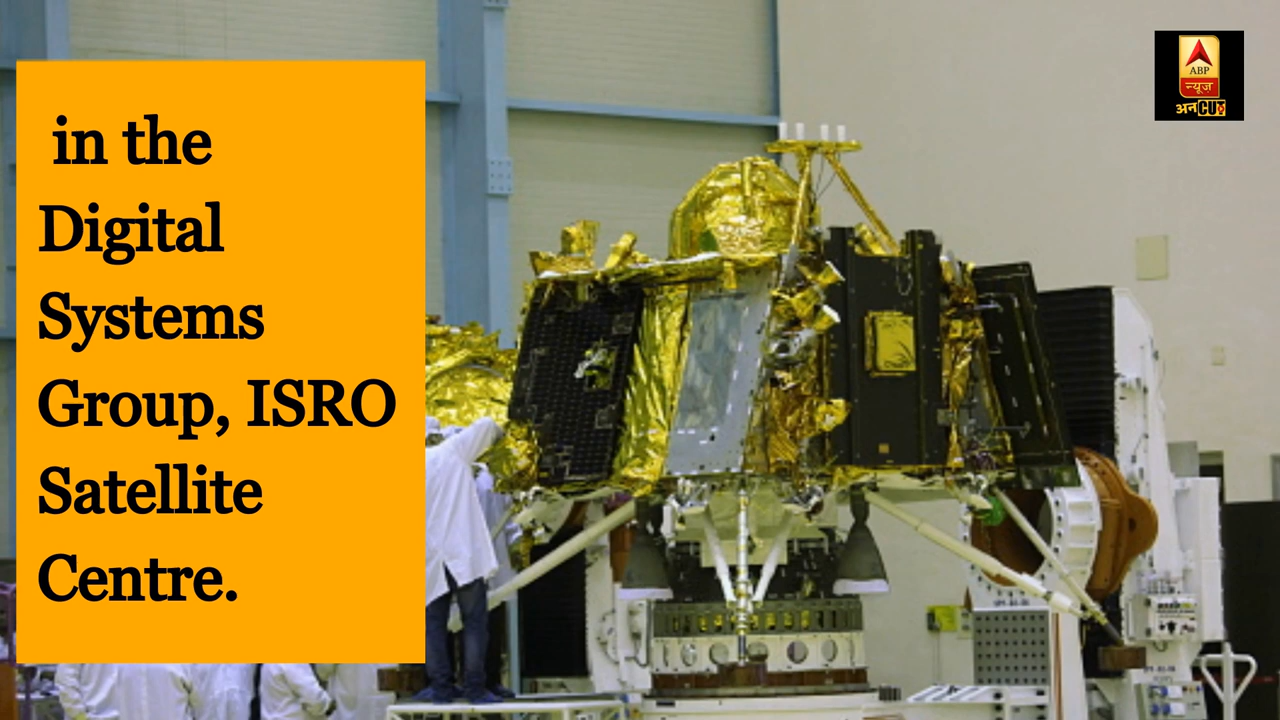 in the
Digital
Systems
Group, ISRO
Satellite
Centre.
ABP
न्यूज़
अनCUT